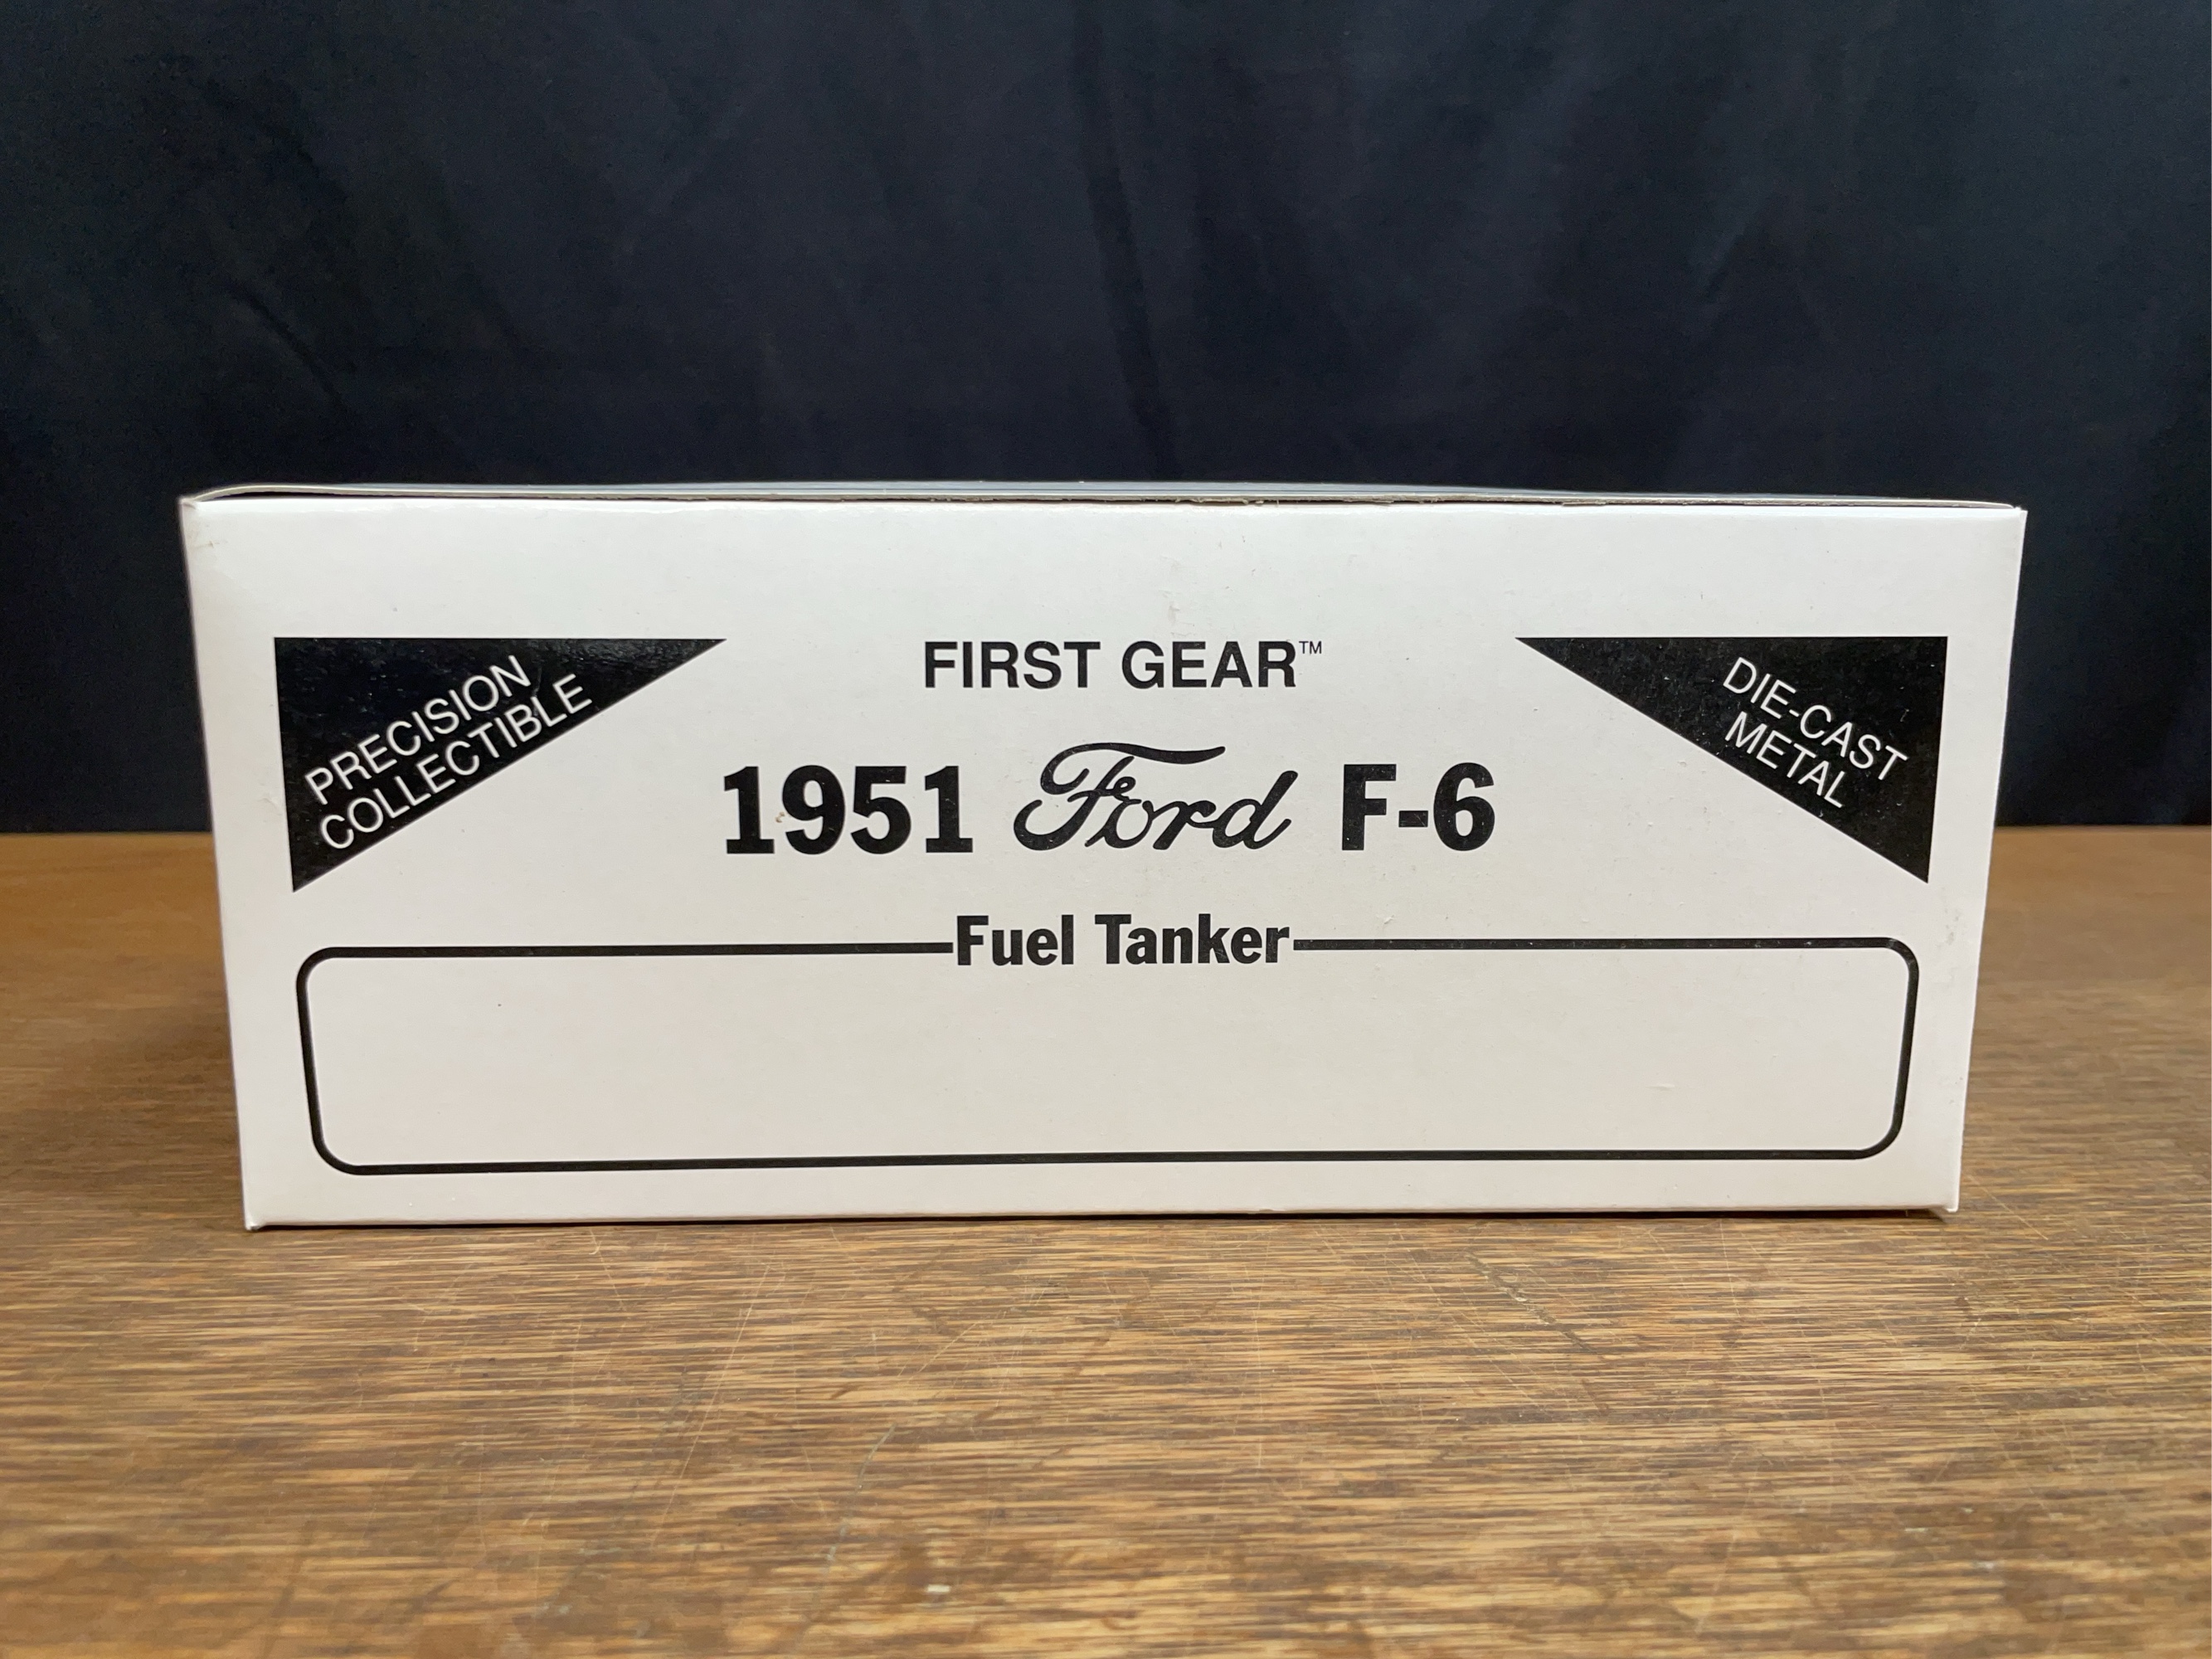 FIRST GEAR™
PRECISION
COLLECTIBLE
DIE-CAST
METAL
1951 Ford F-6
Fuel Tanker